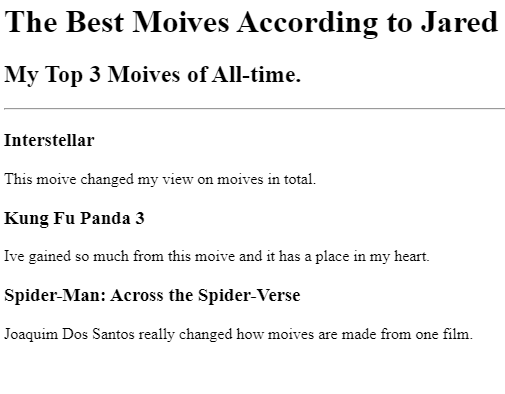 The Best Moives According to Jared
My Top 3 Moives of All-time.
Interstellar
This moive changed my view on moives in total.
Kung Fu Panda 3
Ive gained so much from this moive and it has a place in my heart.
Spider-Man: Across the Spider-Verse
Joaquim Dos Santos really changed how moives are made from one film.